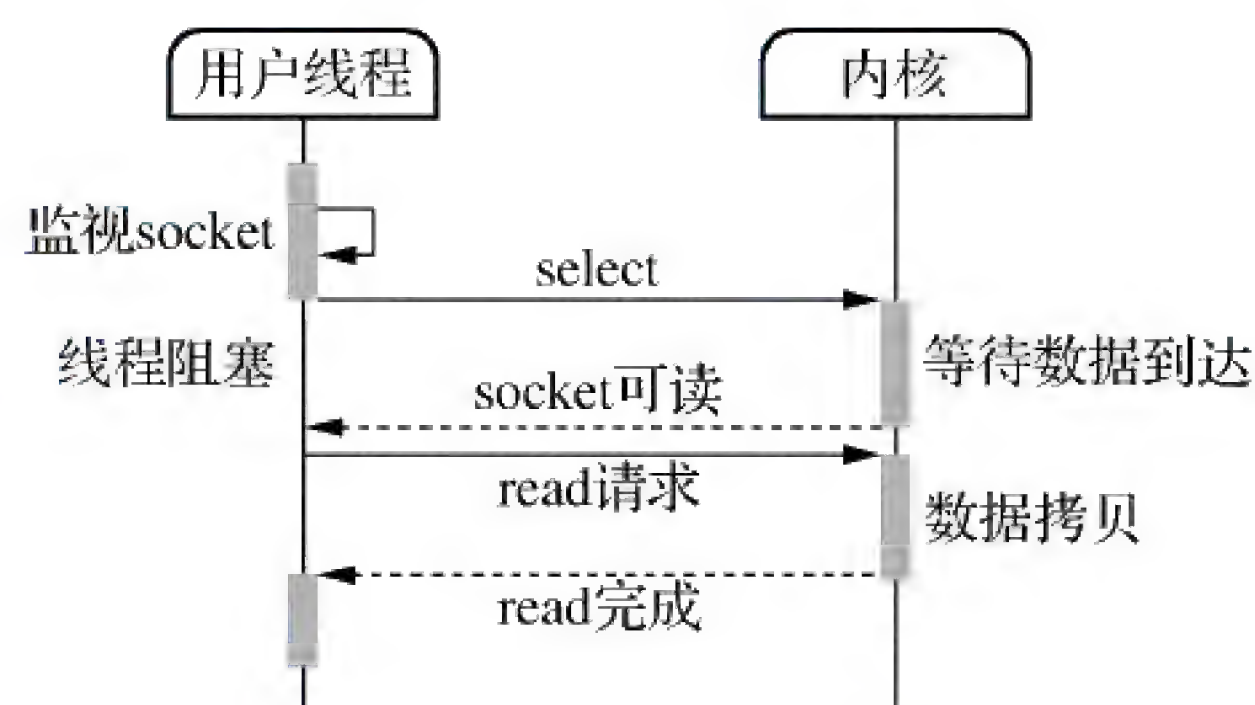 用户线程
内核
监视socket
select
线程阻塞
等待数据到达
socket可读
read请求
数据拷贝
read完成